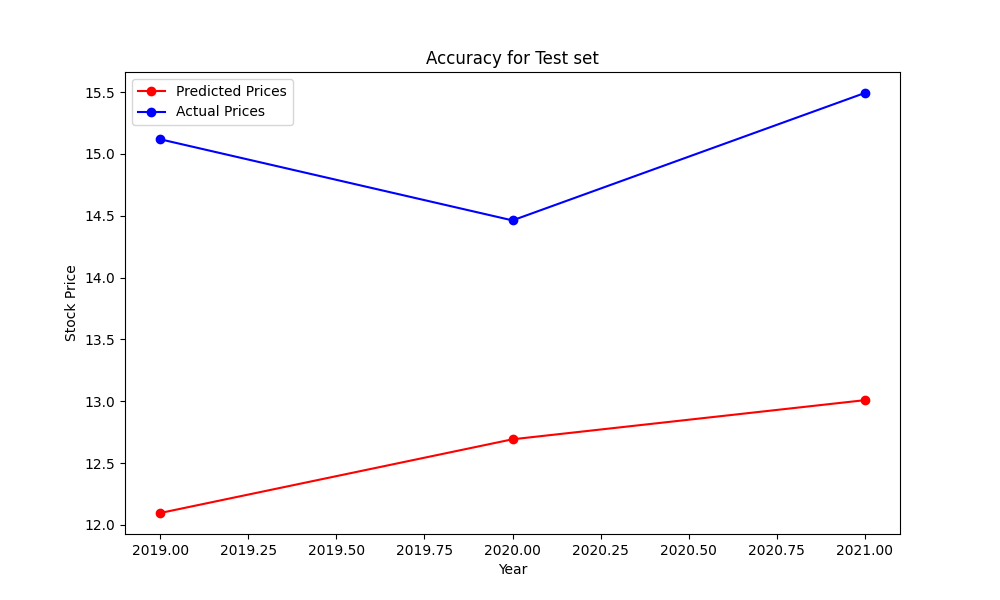 Accuracy for Test set
Predicted Prices
Actual Prices
15.5
15.0
14.5
14.0
13.5
13.0
12.5
12.0
Stock Price
2019.00 2019.25 2019.50 2019.75 2020.00 2020.25 2020.50 2020.75 2021.00
Year